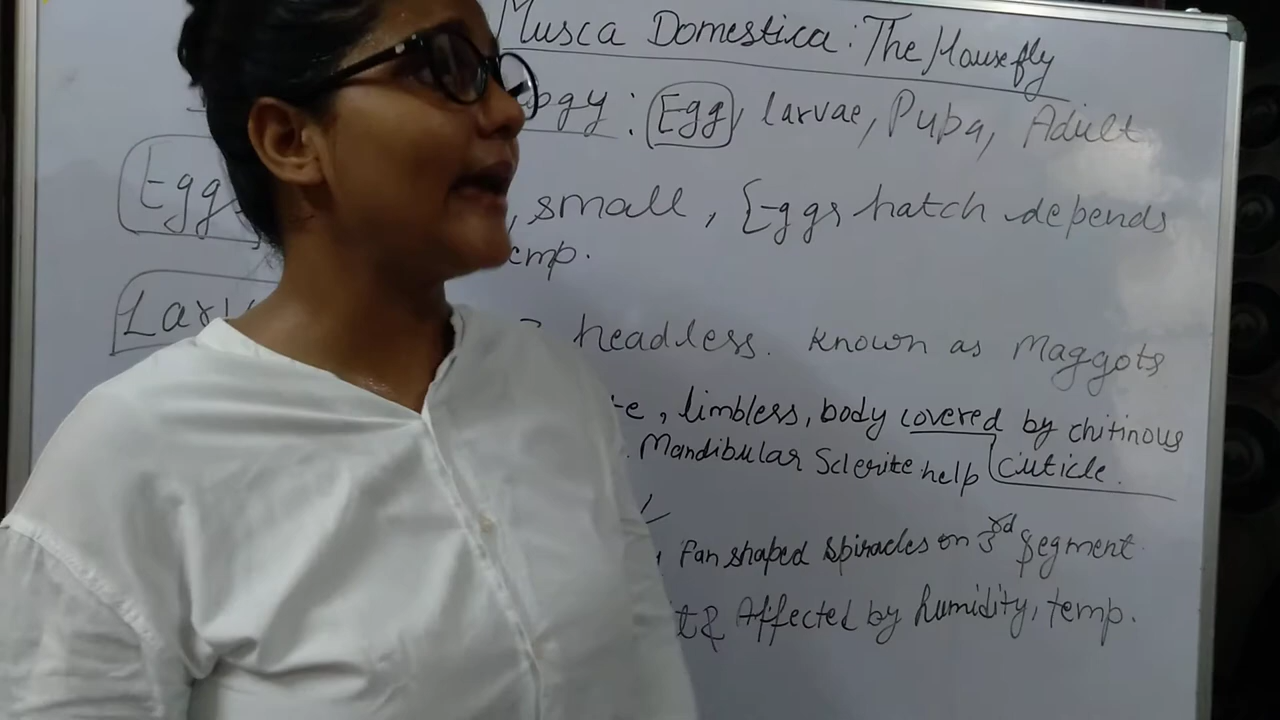 Musca Domestica: The Housefly
ogy: Egg, larvae, Pupa, Adult
Egg , small, Eggs hatch depends
emp.
Lar headless. Known as Maggots
te, limbless, body covered by chitinous
. Mandibular Sclerite help cuticle.
, Fan shaped spiracles on 3rd segment
t & Affected by humidity, temp.